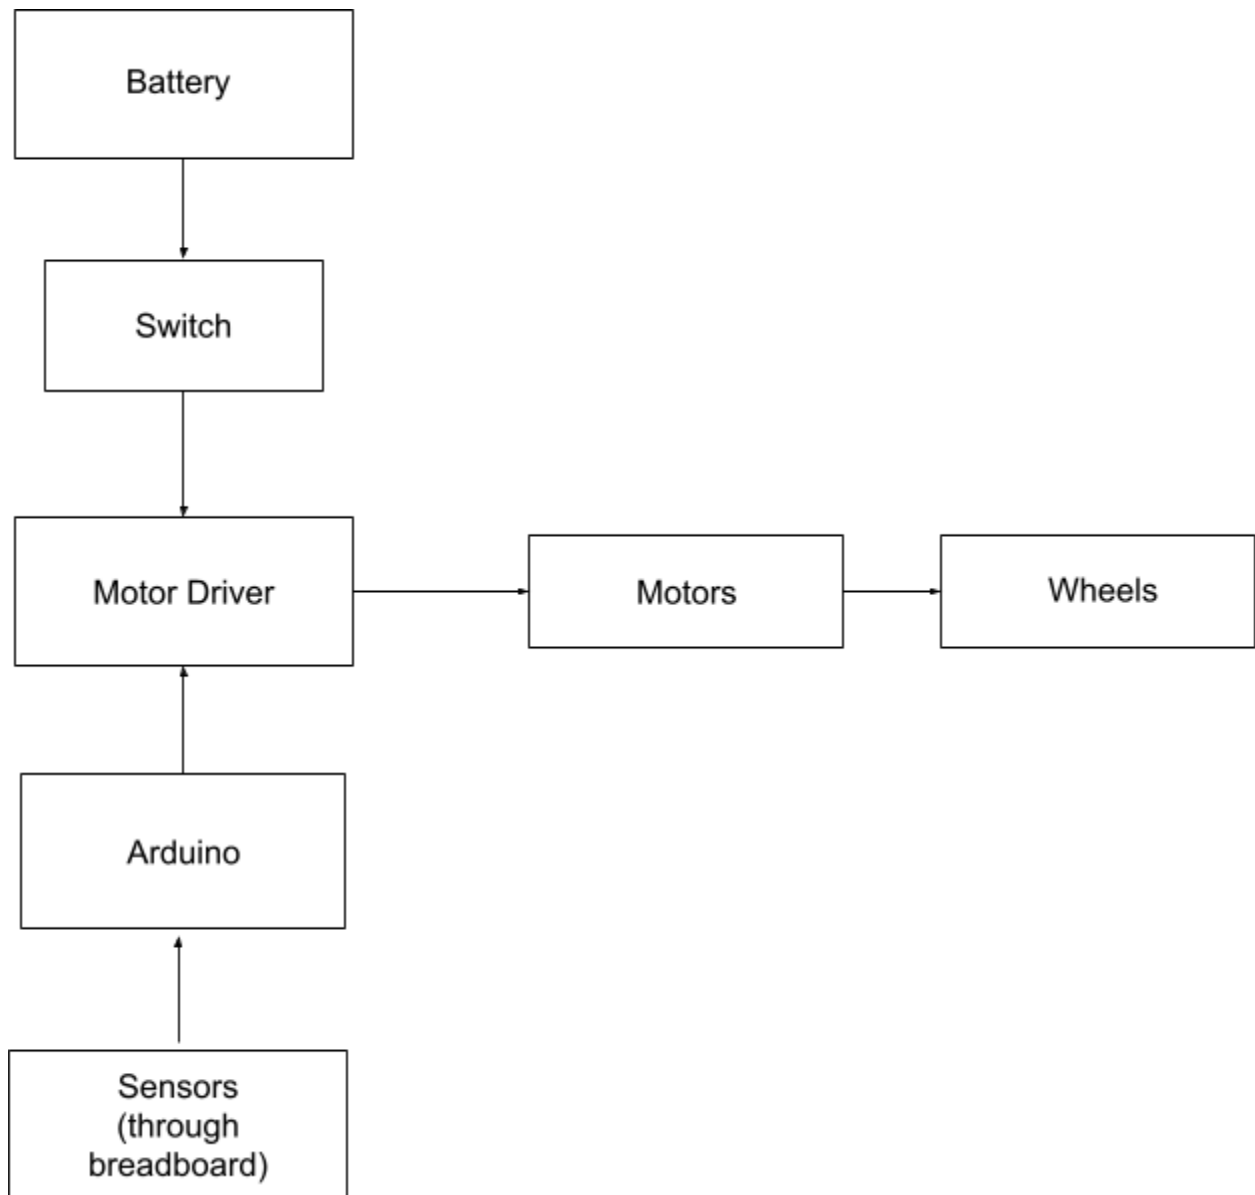 Battery
Switch
Motor Driver
Motors
Wheels
Arduino
Sensors
(through
breadboard)